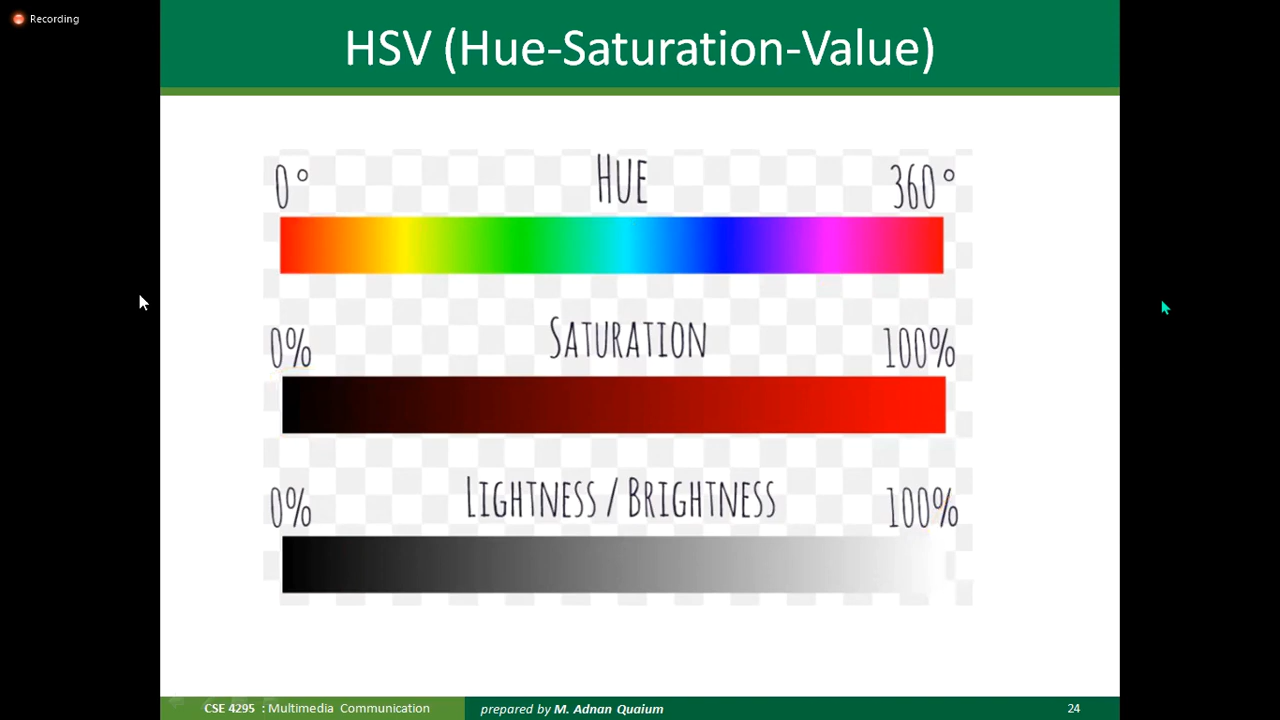 Recording
HSV (Hue-Saturation-Value)
0° HUE 360°
0% SATURATION 100%
0% LIGHTNESS / BRIGHTNESS 100%
CSE 4295 : Multimedia Communication prepared by M. Adnan Quaium 24